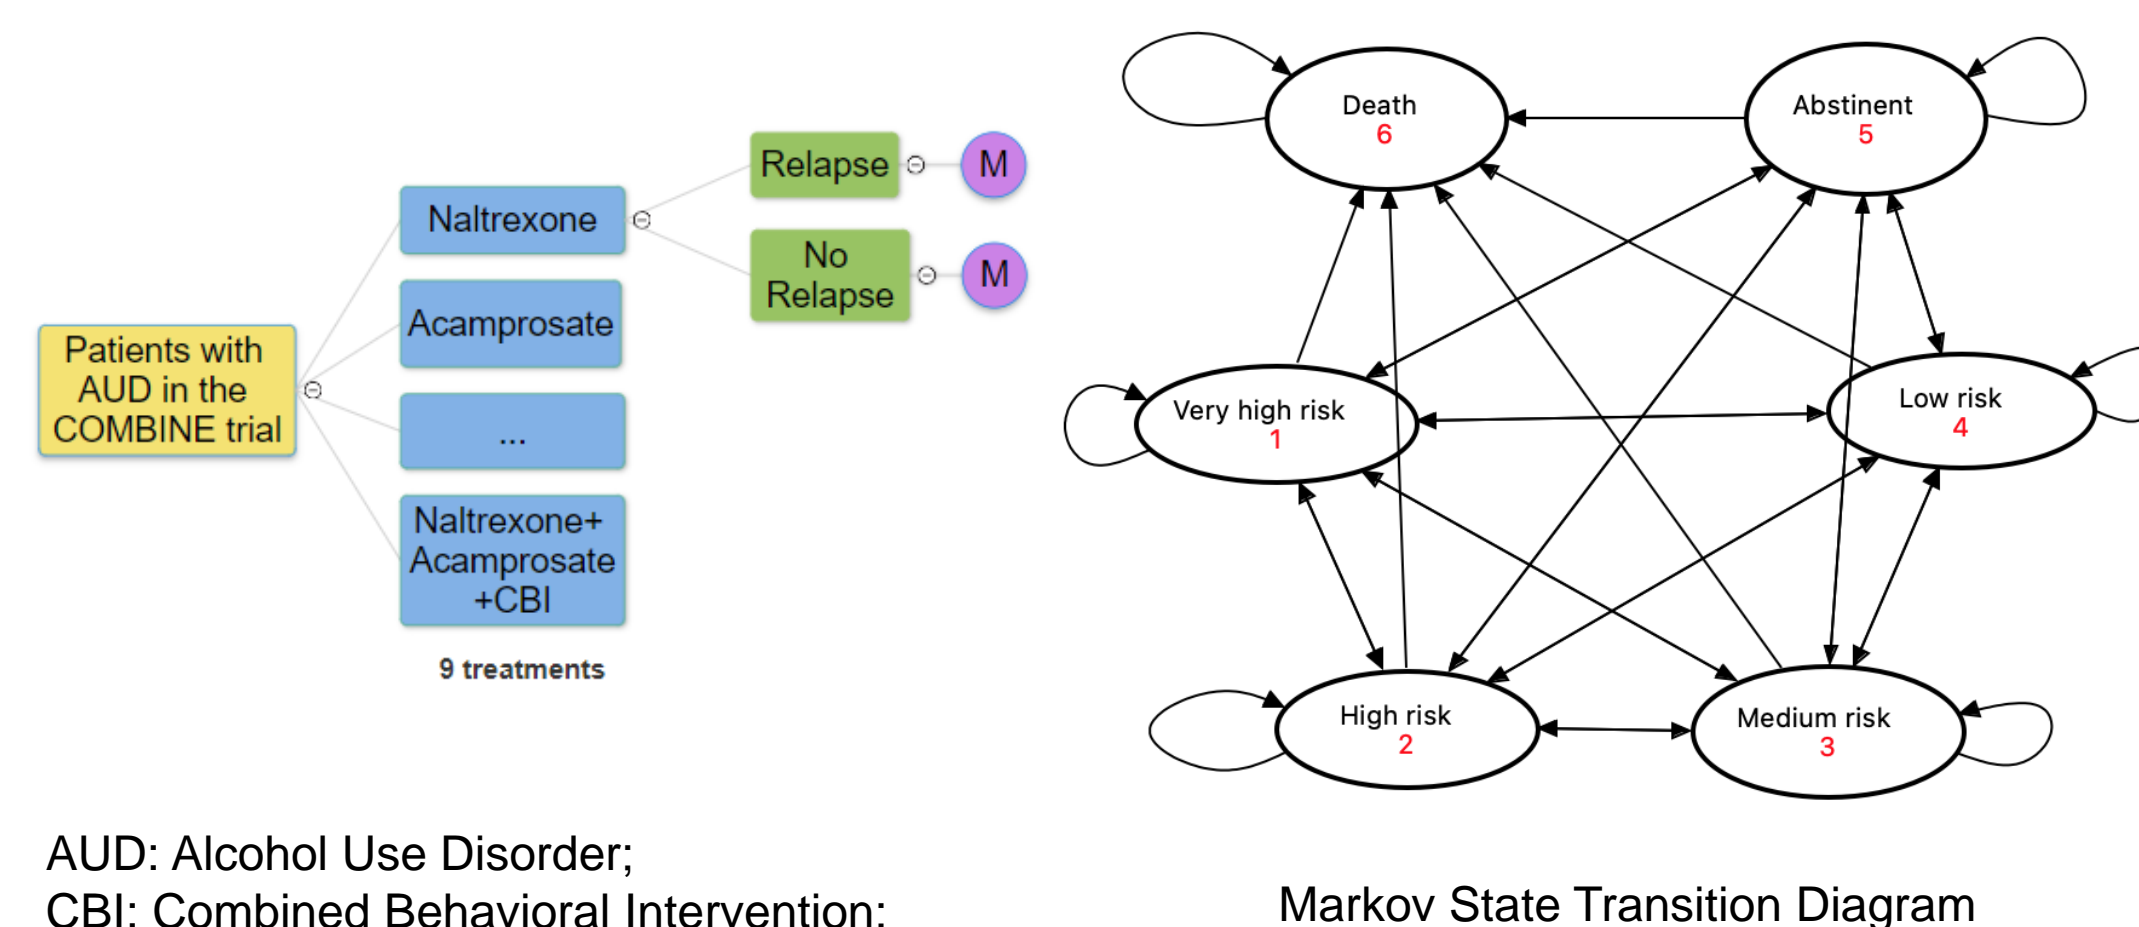 Patients with
AUD in the
COMBINE trial
Naltrexone
Acamprosate
...
Naltrexone+
Acamprosate
+CBI
9 treatments
Relapse
M
No
Relapse
M
AUD: Alcohol Use Disorder;
CBI: Combined Behavioral Intervention;
Death
6
Abstinent
5
Very high risk
1
Low risk
4
High risk
2
Medium risk
3
Markov State Transition Diagram